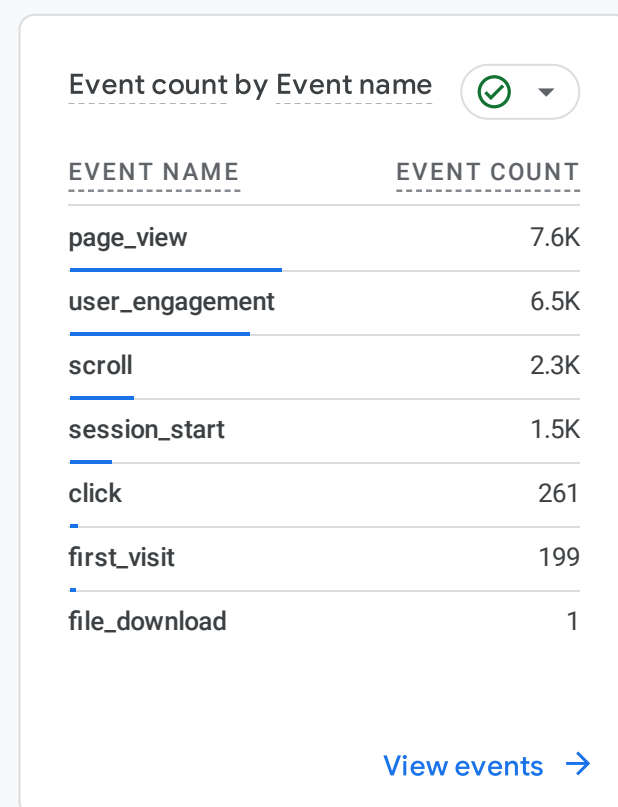 Event count by Event name
EVENT NAME EVENT COUNT
page_view 7.6K
user_engagement 6.5K
scroll 2.3K
session_start 1.5K
click 261
first_visit 199
file_download 1
View events